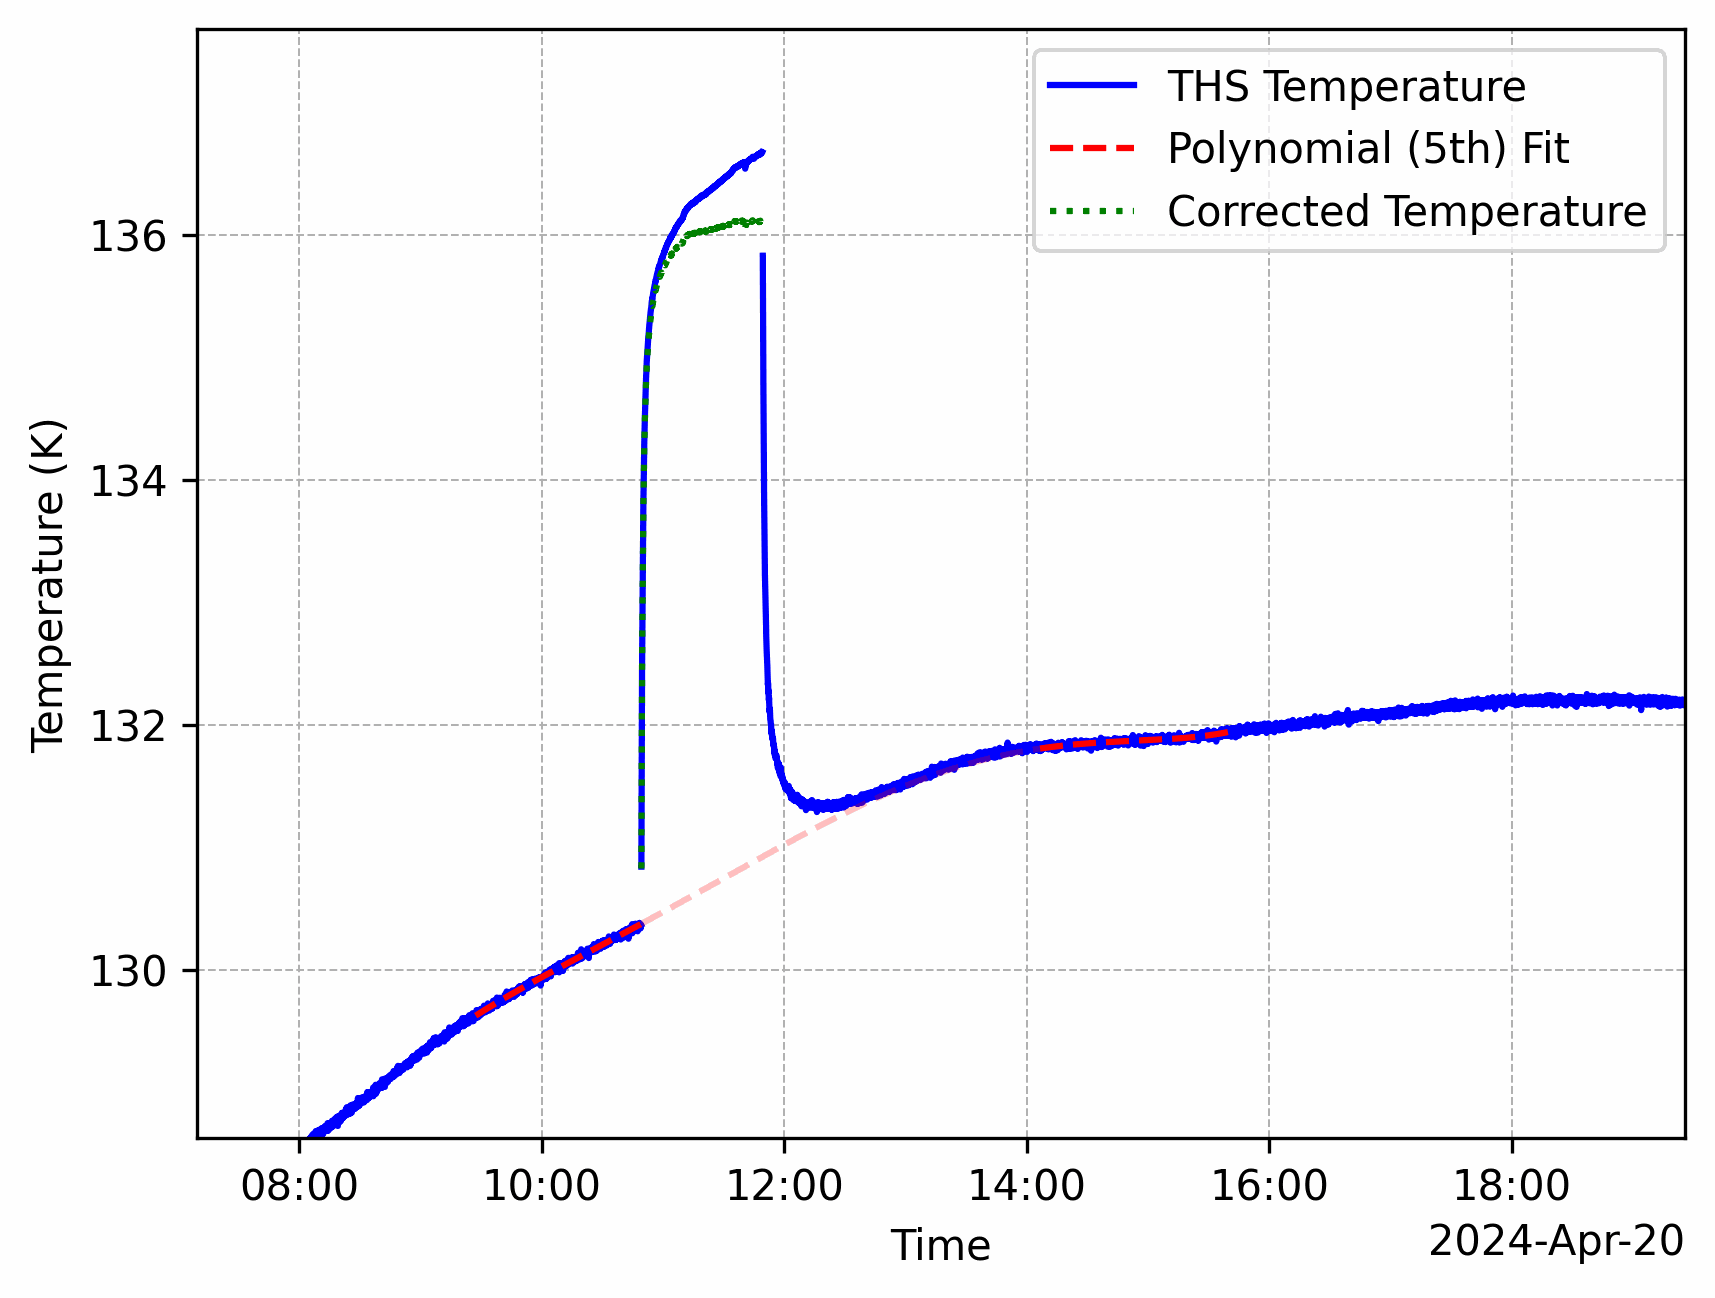 THS Temperature
Polynomial (5th) Fit
Corrected Temperature
136
134
132
130
Temperature (K)
08:00 10:00 12:00 14:00 16:00 18:00
Time
2024-Apr-20